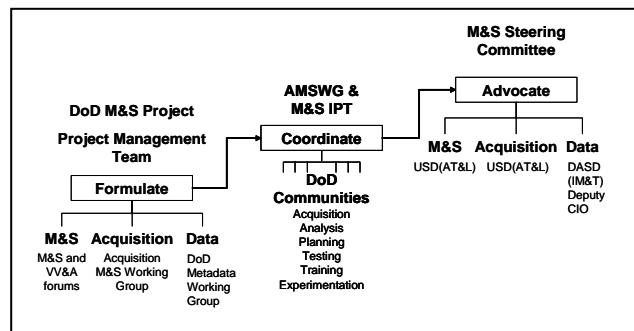 DoD M&S Project
Project Management
Team
Formulate
M&S
M&S and
VV&A
forums
Acquisition
Acquisition
M&S Working
Group
Data
DoD
Metadata
Working
Group
AMSWG &
M&S IPT
Coordinate
DoD
Communities
Acquisition
Analysis
Planning
Testing
Training
Experimentation
M&S Steering
Committee
Advocate
M&S
USD(AT&L)
Acquisition
USD(AT&L)
Data
DASD
(IM&T)
Deputy
CIO